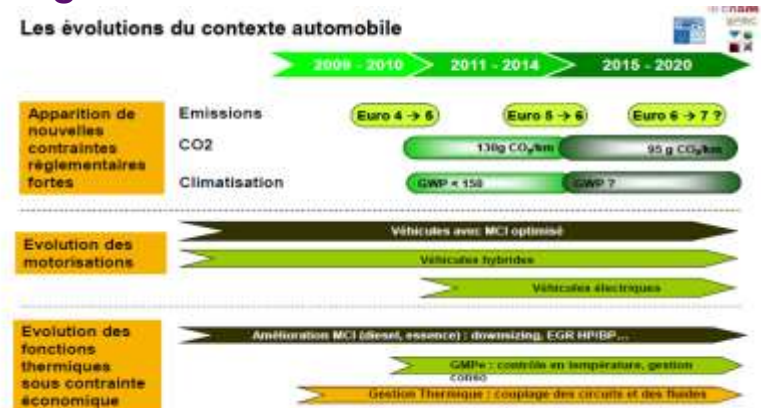 Les évolutions du contexte automobile
2009 - 2010
2011 - 2014
2015 - 2020
Apparition de
nouvelles
contraintes
règlementaires
fortes
Emissions
Euro 4 → 5
Euro 5 → 6
Euro 6 → 7 ?
CO2
130g CO₂/km
95 g CO₂/km
Climatisation
GWP < 150
GWP ?
Evolution des
motorisations
Véhicules avec MCI optimisé
Véhicules hybrides
Véhicules électriques
Evolution des
fonctions
thermiques
sous contrainte
économique
Amélioration MCI (diesel, essence) : downsizing, EGR HP/BP...
GMPe : contrôle en température, gestion
conso
Gestion Thermique : couplage des circuits et des fluides